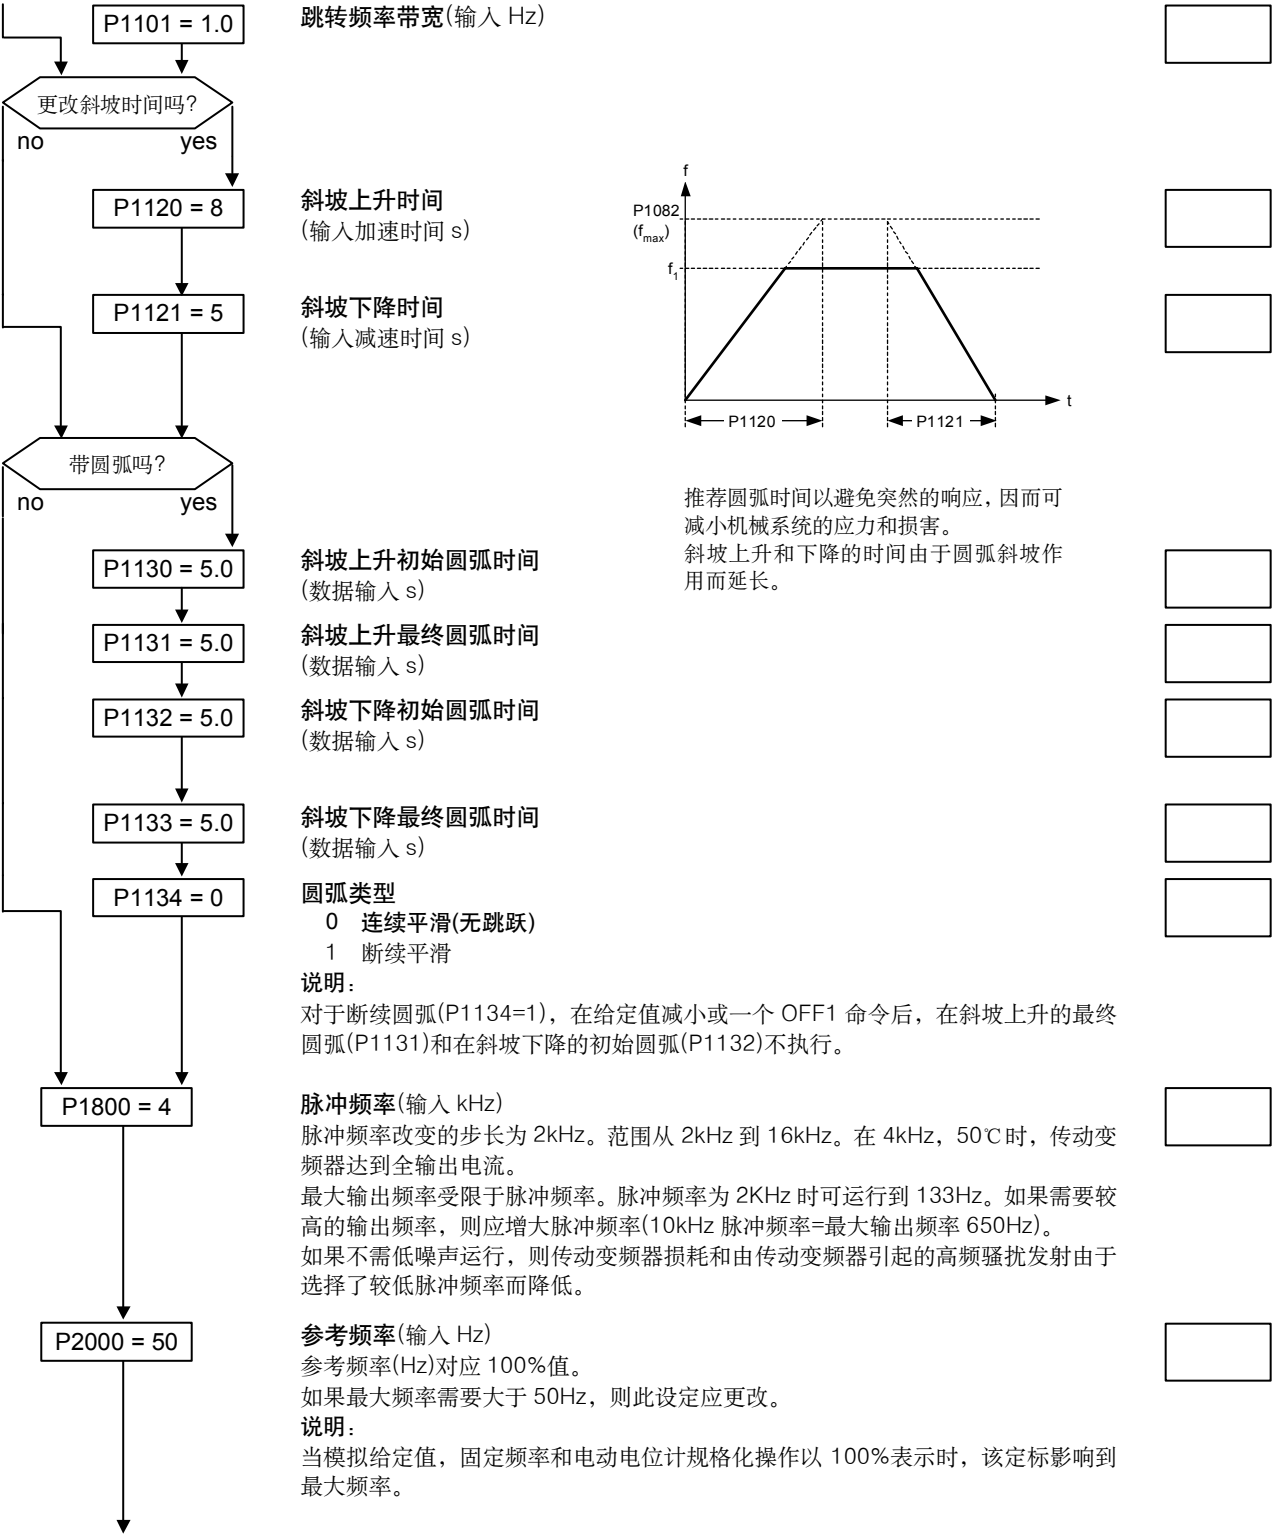 P1101 = 1.0
跳转频率带宽(输入 Hz)
更改斜坡时间吗?
no yes
P1120 = 8
斜坡上升时间
(输入加速时间 s)
P1121 = 5
斜坡下降时间
(输入减速时间 s)
f
P1082
(fmax)
f1
t
P1120
P1121
带圆弧吗?
no yes
推荐圆弧时间以避免突然的响应,因而可
减小机械系统的应力和损害。
斜坡上升和下降的时间由于圆弧斜坡作
用而延长。
P1130 = 5.0
斜坡上升初始圆弧时间
(数据输入 s)
P1131 = 5.0
斜坡上升最终圆弧时间
(数据输入 s)
P1132 = 5.0
斜坡下降初始圆弧时间
(数据输入 s)
P1133 = 5.0
斜坡下降最终圆弧时间
(数据输入 s)
P1134 = 0
圆弧类型
0 连续平滑(无跳跃)
1 断续平滑
说明:
对于断续圆弧(P1134=1),在给定值减小或一个 OFF1 命令后,在斜坡上升的最终
圆弧(P1131)和在斜坡下降的初始圆弧(P1132)不执行。
P1800 = 4
脉冲频率(输入 kHz)
脉冲频率改变的步长为 2kHz。范围从 2kHz 到 16kHz。在 4kHz,50℃时,传动变
频器达到全输出电流。
最大输出频率受限于脉冲频率。脉冲频率为 2KHz 时可运行到 133Hz。如果需要较
高的输出频率,则应增大脉冲频率(10kHz 脉冲频率=最大输出频率 650Hz)。
如果不需低噪声运行,则传动变频器损耗和由传动变频器引起的高频骚扰发射由于
选择了较低脉冲频率而降低。
P2000 = 50
参考频率(输入 Hz)
参考频率(Hz)对应 100%值。
如果最大频率需要大于 50Hz,则此设定应更改。
说明:
当模拟给定值,固定频率和电动电位计规格化操作以 100%表示时,该定标影响到
最大频率。